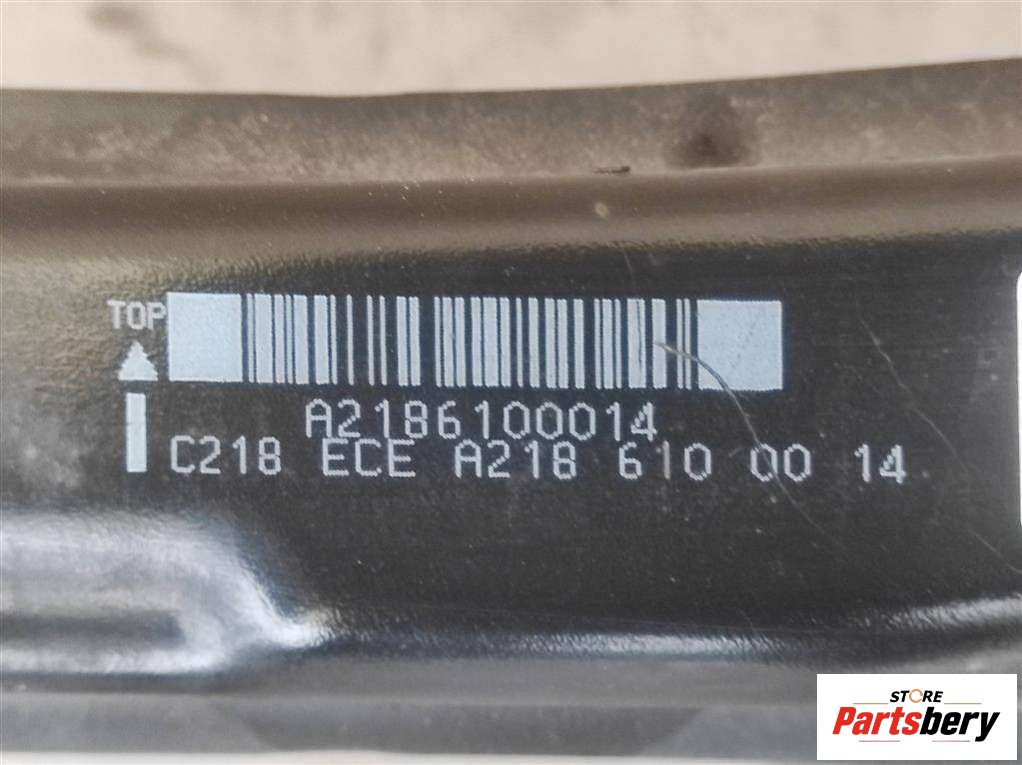 TOP
A2186100014
C218 ECE A218 610 00 14
STORE
Partsbery